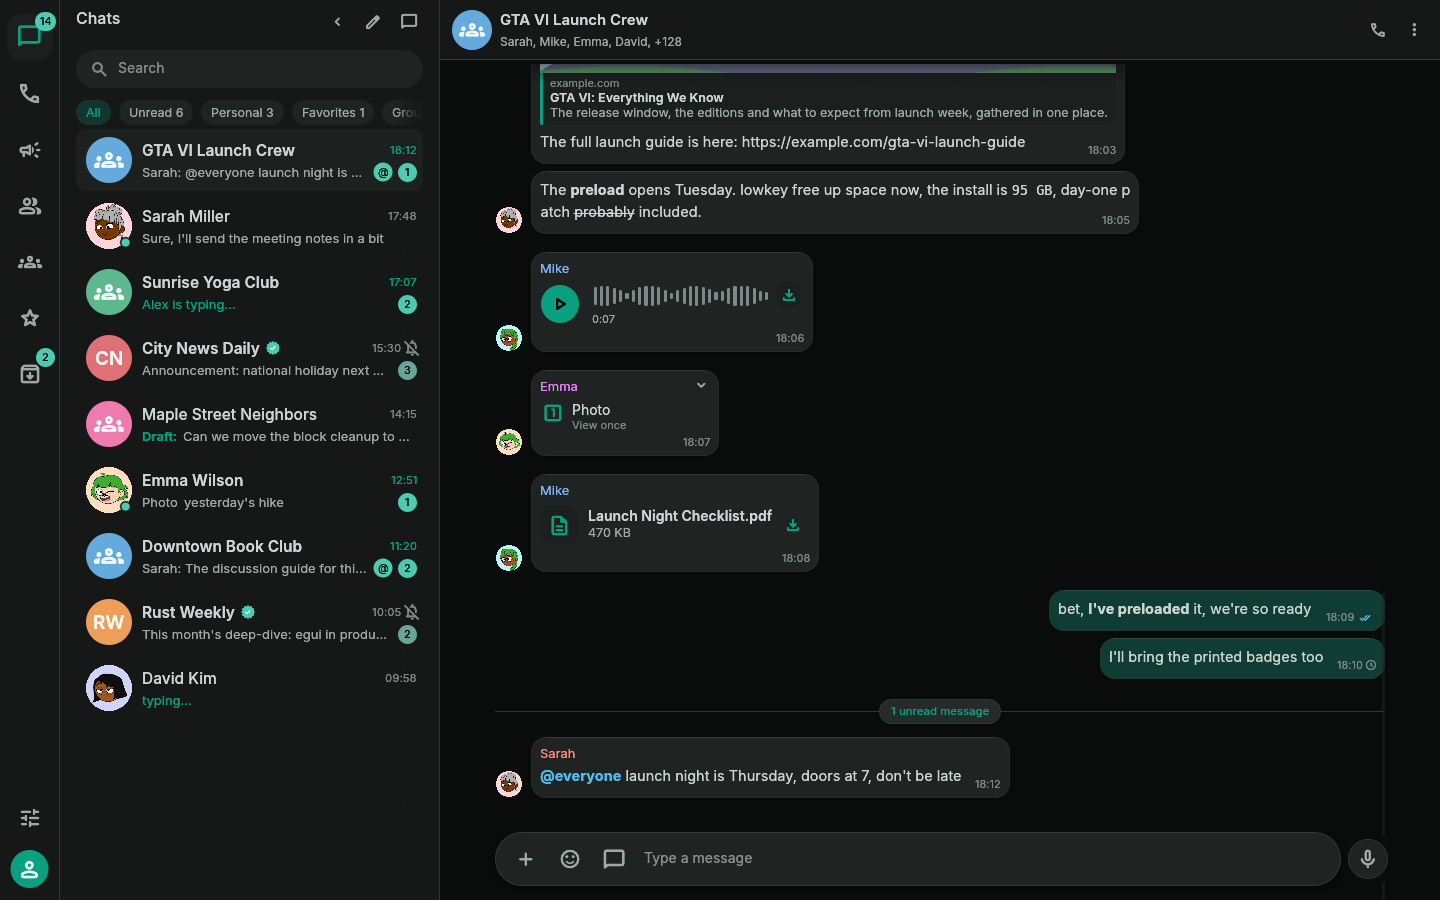 14
Chats
Search
All
Unread 6
Personal 3
Favorites 1
GTA VI Launch Crew
18:12
Sarah: @everyone launch night is ...
@
1
Sarah Miller
17:48
Sure, I'll send the meeting notes in a bit
Sunrise Yoga Club
17:07
Alex is typing...
2
CN
City News Daily
15:30
Announcement: national holiday next ...
3
2
Maple Street Neighbors
14:15
Draft: Can we move the block cleanup to ...
Emma Wilson
12:51
Photo yesterday's hike
1
Downtown Book Club
11:20
Sarah: The discussion guide for thi...
@
2
RW
Rust Weekly
10:05
This month's deep-dive: egui in produ...
2
David Kim
09:58
typing...
GTA VI Launch Crew
Sarah, Mike, Emma, David, +128
example.com
GTA VI: Everything We Know
The release window, the editions and what to expect from launch week, gathered in one place.
The full launch guide is here: https://example.com/gta-vi-launch-guide
18:03
The preload opens Tuesday. lowkey free up space now, the install is 95 GB, day-one p
atch probably included.
18:05
Mike
0:07
18:06
Emma
1
Photo
View once
18:07
Mike
Launch Night Checklist.pdf
470 KB
18:08
bet, I've preloaded it, we're so ready
18:09
I'll bring the printed badges too
18:10
1 unread message
Sarah
@everyone launch night is Thursday, doors at 7, don't be late
18:12
Type a message